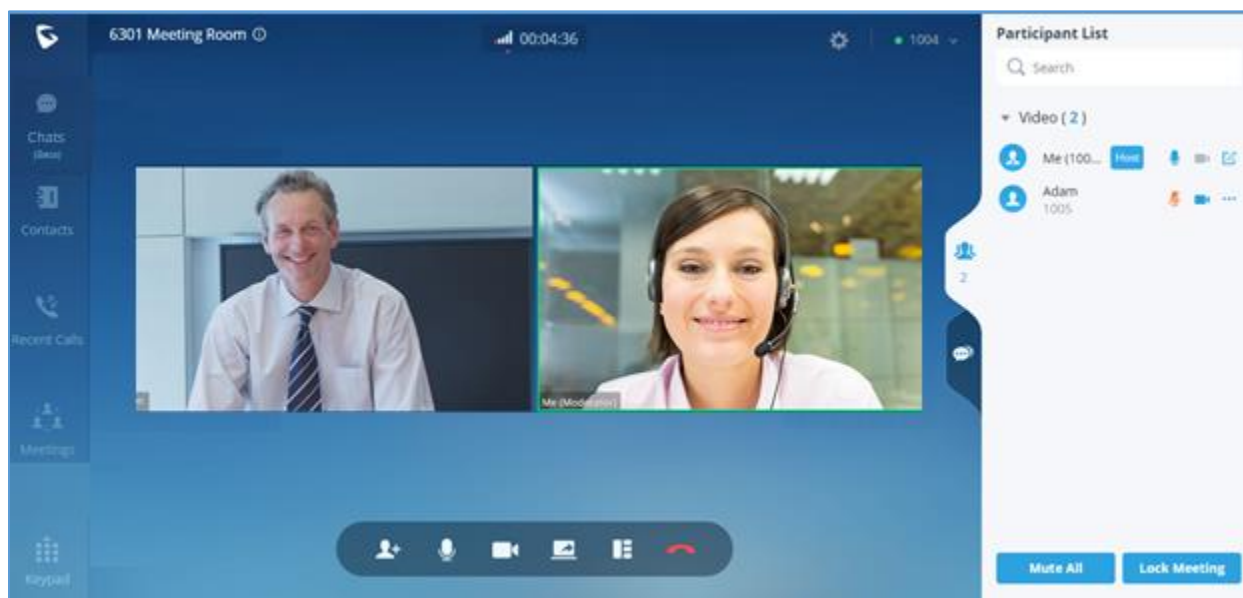 6301 Meeting Room
00:04:36
1004
Chats
(Beta)
Contacts
Recent Calls
Meetings
Keypad
Me (Moderator)
2
Participant List
Search
Video ( 2 )
Me (100...
Host
Adam
1005
Mute All
Lock Meeting